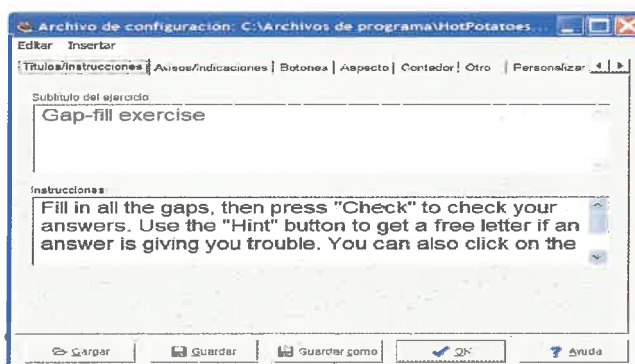 Archivo de configuración: C:\Archivos de programa\HotPotatoes...
Editar Insertar
Títulos/Instrucciones Avisos/Indicaciones Botones Aspecto Contador Otro Personalizar
Subtítulo del ejercicio
Gap-fill exercise
Instrucciones
Fill in all the gaps, then press "Check" to check your
answers. Use the "Hint" button to get a free letter if an
answer is giving you trouble. You can also click on the
Cargar Guardar Guardar como OK Ayuda